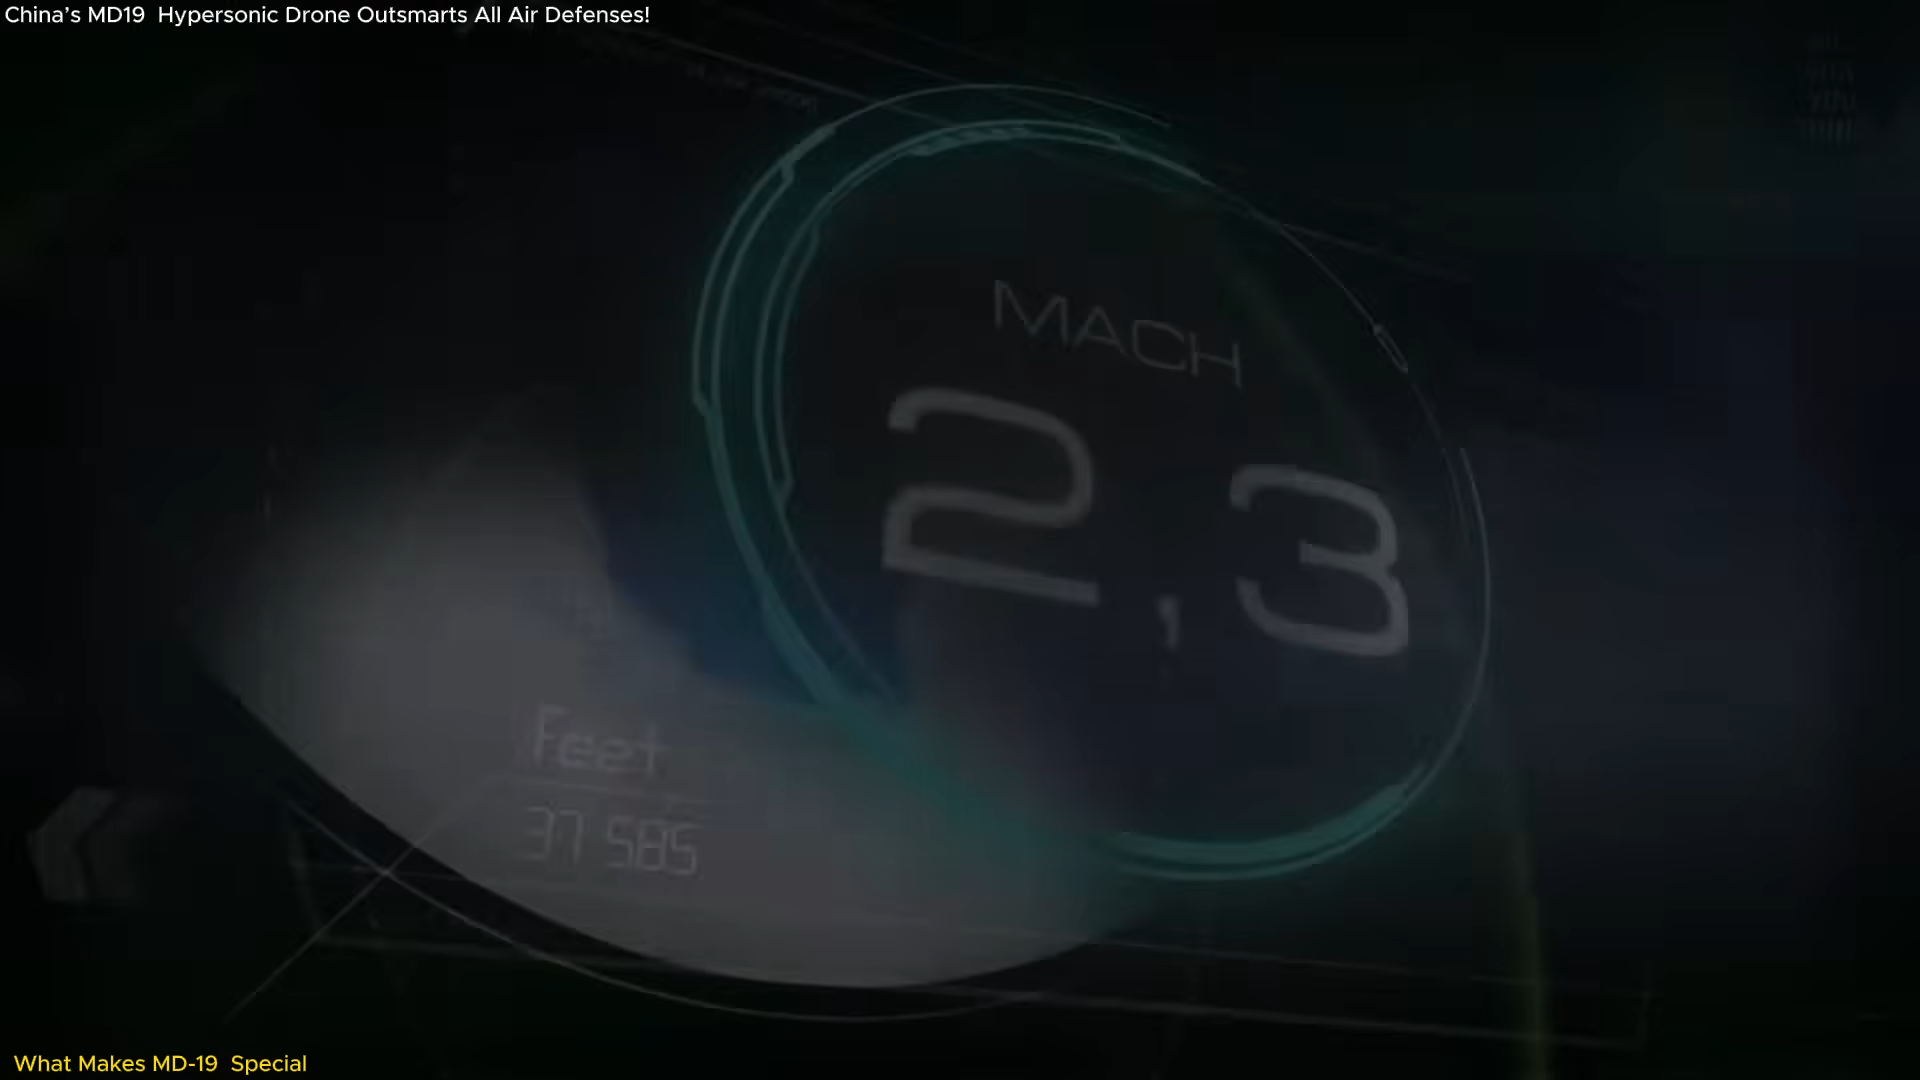 China’s MD19 Hypersonic Drone Outsmarts All Air Defenses!
MACH
2,3
Feet
37 585
What Makes MD-19 Special